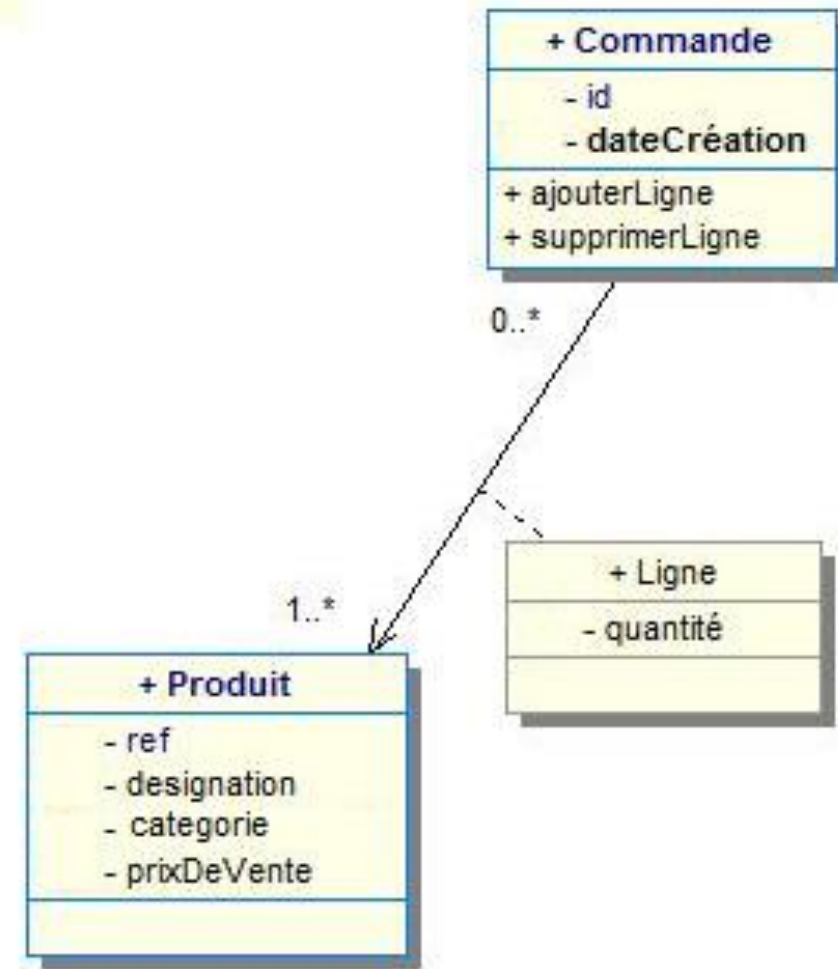 + Commande
- id
- dateCréation
+ ajouterLigne
+ supprimerLigne
0..*
+ Ligne
- quantité
1..*
+ Produit
- ref
- designation
- categorie
- prixDeVente